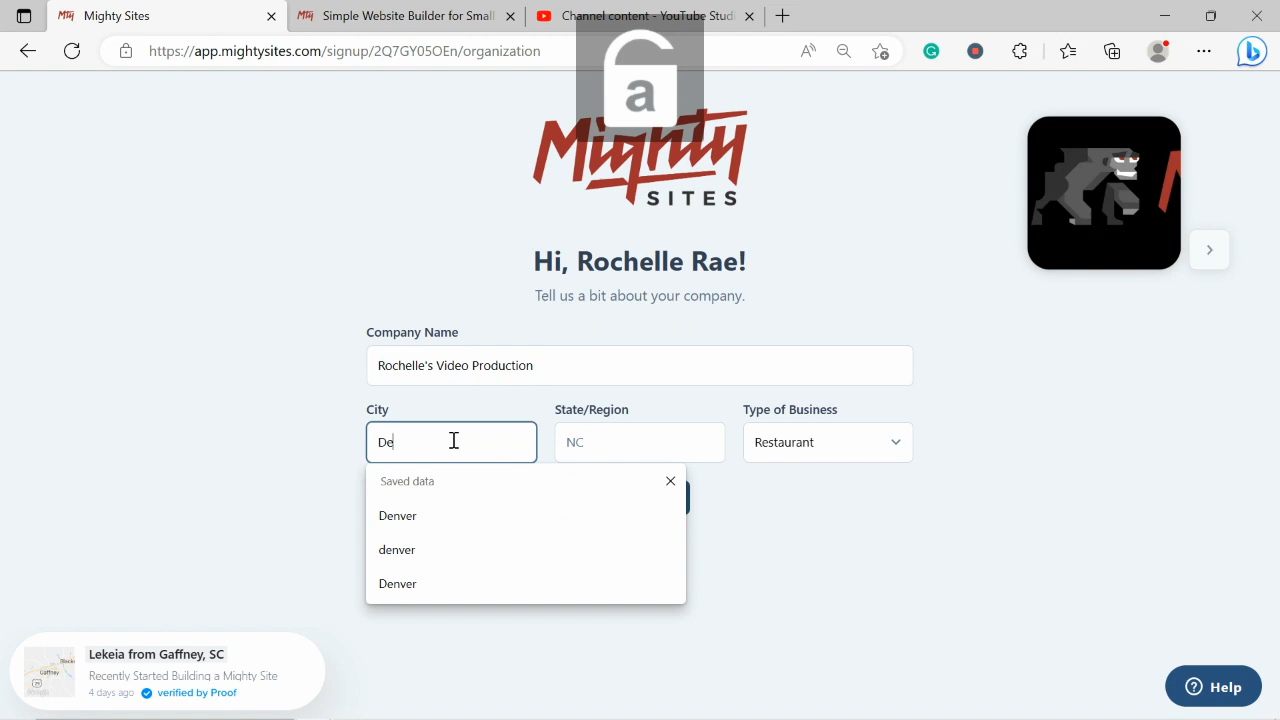 Mighty Sites
Simple Website Builder for Small
Channel content - YouTube Studi
https://app.mightysites.com/signup/2Q7GY05OEn/organization
a
Mighty
SITES
Hi, Rochelle Rae!
Tell us a bit about your company.
Company Name
Rochelle's Video Production
City
State/Region
Type of Business
De
NC
Restaurant
Saved data
Denver
denver
Denver
Lekeia from Gaffney, SC
Recently Started Building a Mighty Site
4 days ago
verified by Proof
Gaffney
Help